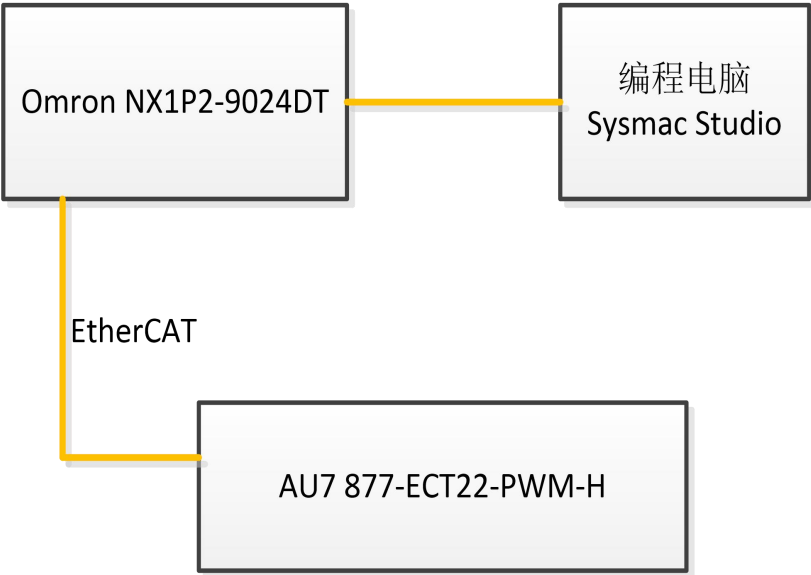 Omron NX1P2-9024DT
编程电脑
Sysmac Studio
EtherCAT
AU7 877-ECT22-PWM-H